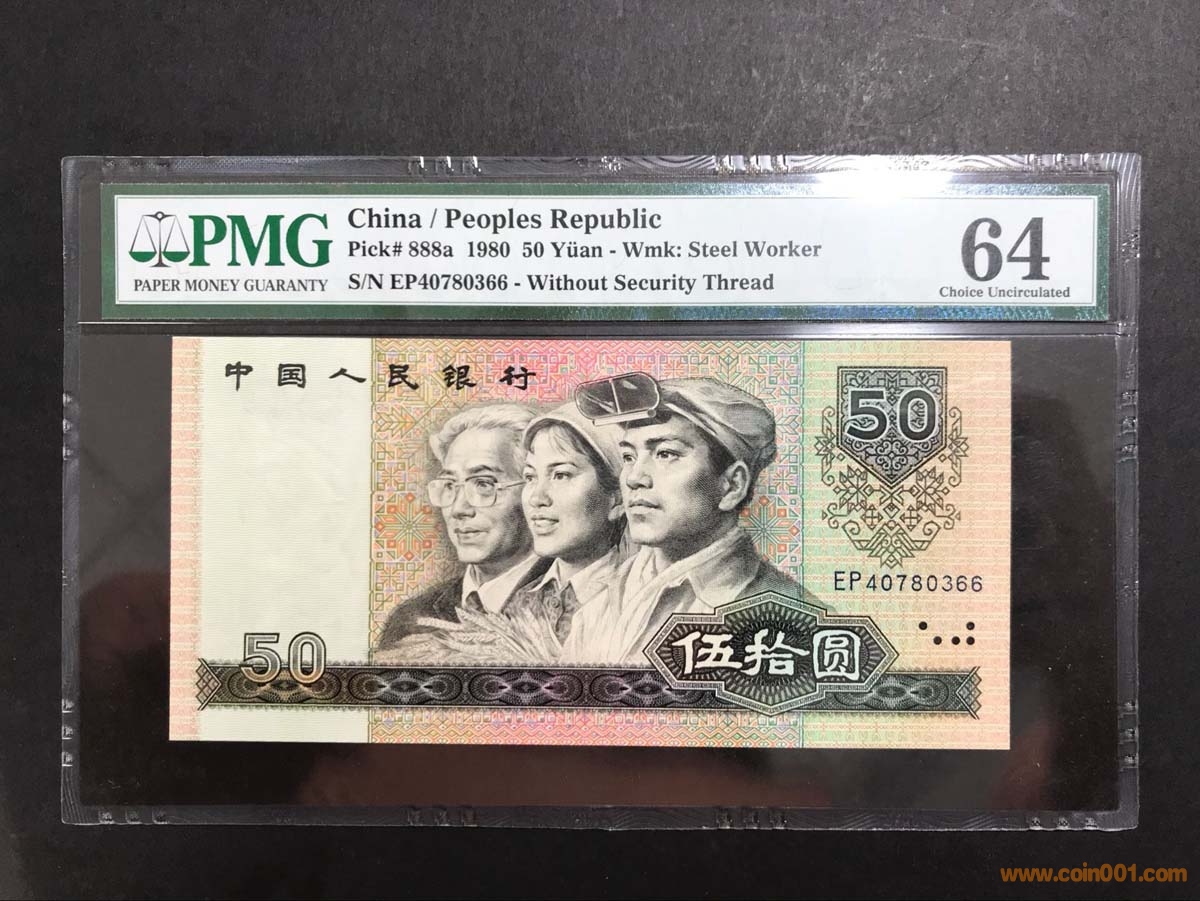 PMG
PAPER MONEY GUARANTY
China / Peoples Republic
Pick# 888a 1980 50 Yüan - Wmk: Steel Worker
S/N EP40780366 - Without Security Thread
64
Choice Uncirculated
中国人民银行
50
EP40780366
50
伍拾圆
www.coin001.com